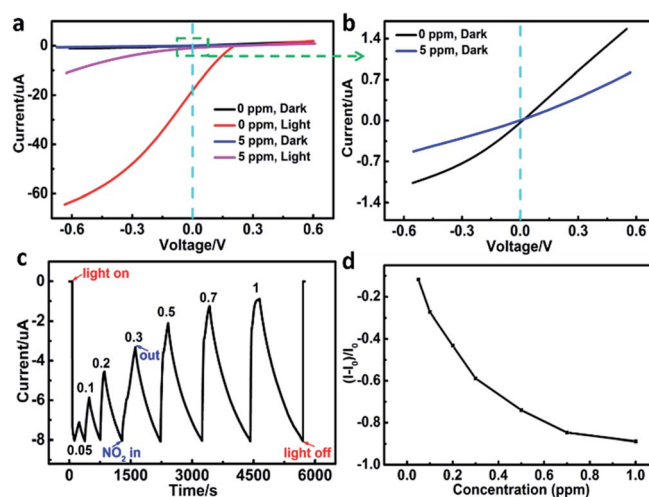 a
Current/uA
0
-20
-40
-60
0 ppm, Dark
0 ppm, Light
5 ppm, Dark
5 ppm, Light
-0.6
-0.3
0.0
0.3
0.6
Voltage/V
b
Current/uA
1.4
0.7
0.0
-0.7
-1.4
0 ppm, Dark
5 ppm, Dark
-0.6
-0.3
0.0
0.3
0.6
Voltage/V
c
Current/uA
0
-2
-4
-6
-8
light on
0.05
0.1
0.2
0.3
0.5
0.7
1
out
NO2 in
light off
0
1500
3000
4500
6000
Time/s
d
(I-I0)/I0
-0.2
-0.4
-0.6
-0.8
-1.0
0.0
0.2
0.4
0.6
0.8
1.0
Concentration (ppm)